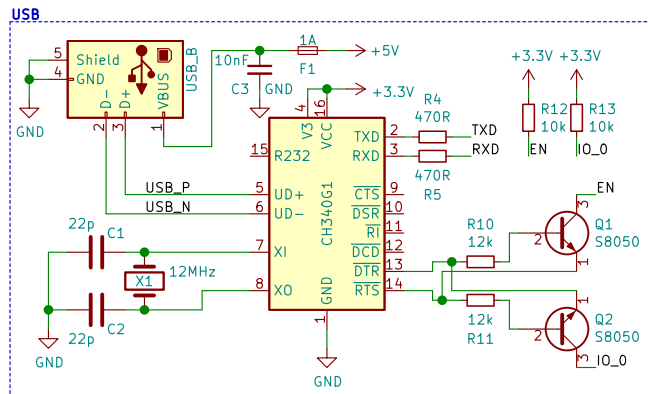 USB
5 Shield
4 GND
D-
D+
VBUS
USB_B
2
3
1
GND
10nF
C3
GND
1A
F1
+5V
+3.3V
4
16
V3
VCC
R4
470R
TXD 2 TXD
RXD 3 RXD
470R
R5
15 R232
CH340G1
USB_P
5 UD+
USB_N
6 UD-
CTS 9
DSR 10
RI 11
DCD 12
DTR 13
RTS 14
7 XI
8 XO
GND
1
GND
22p
C1
X1
12MHz
22p
C2
GND
+3.3V
+3.3V
R12
10k
R13
10k
EN
IO_0
EN
3
R10
12k
2
Q1
S8050
1
1
12k
R11
2
Q2
S8050
3
IO_0